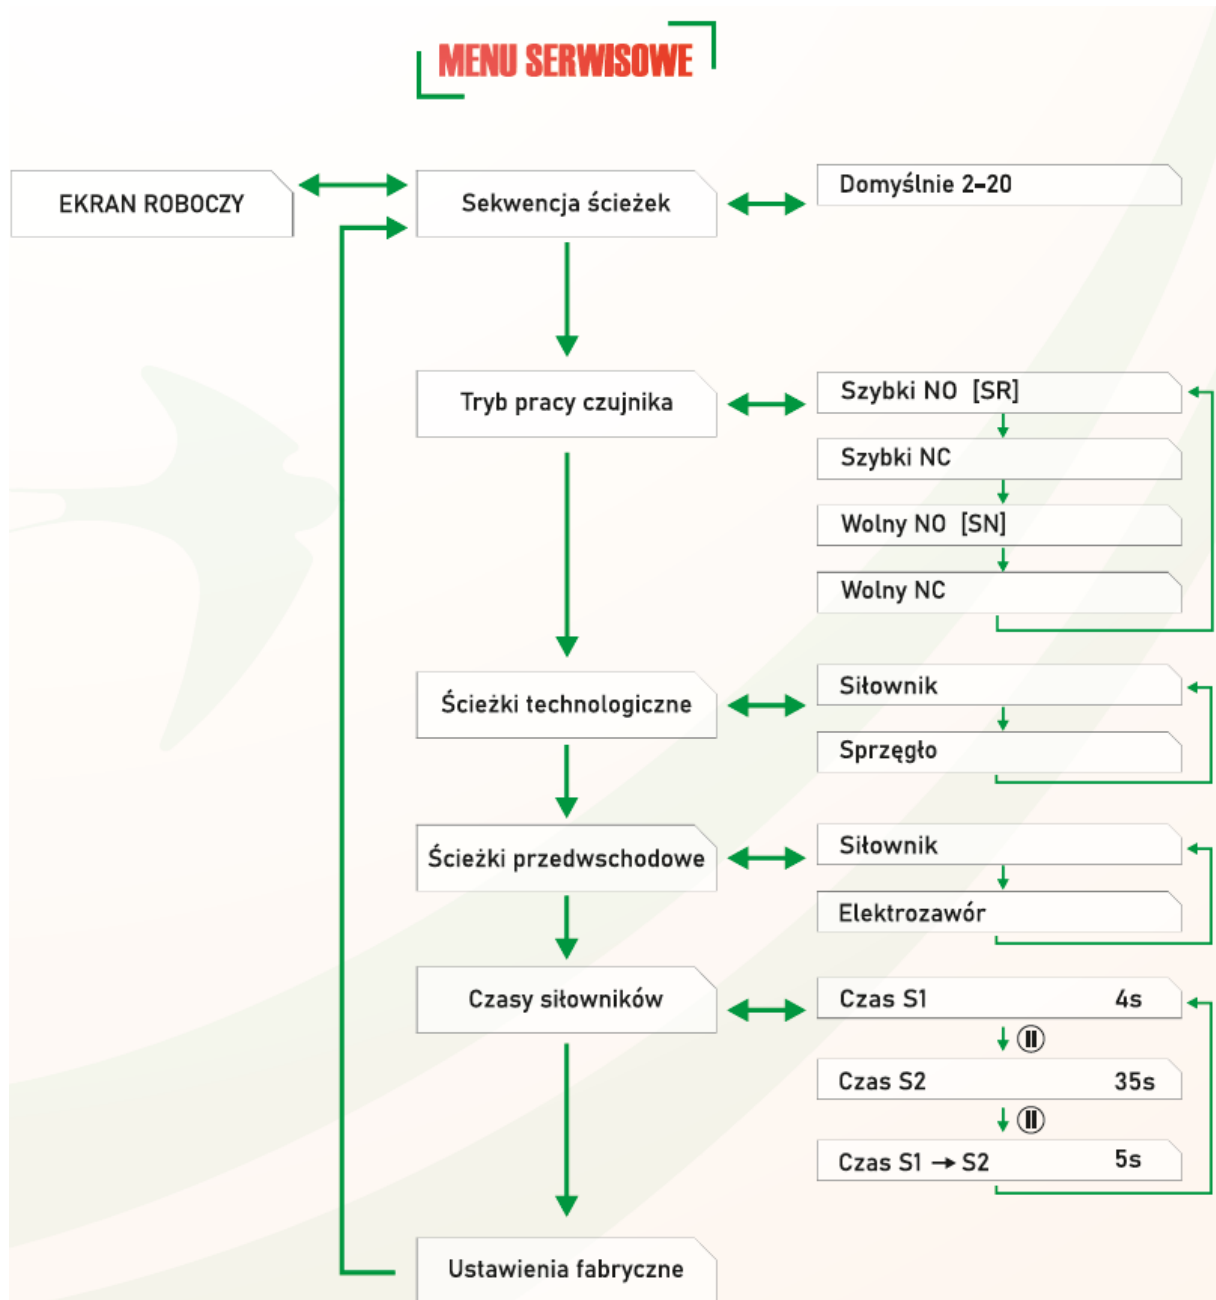 MENU SERWISOWE
EKRAN ROBOCZY
Sekwencja ścieżek
Domyślnie 2–20
Tryb pracy czujnika
Szybki NO [SR]
Szybki NC
Wolny NO [SN]
Wolny NC
Ścieżki technologiczne
Siłownik
Sprzęgło
Ścieżki przedwschodowe
Siłownik
Elektrozawór
Czasy siłowników
Czas S1 4s
Czas S2 35s
Czas S1 → S2 5s
Ustawienia fabryczne